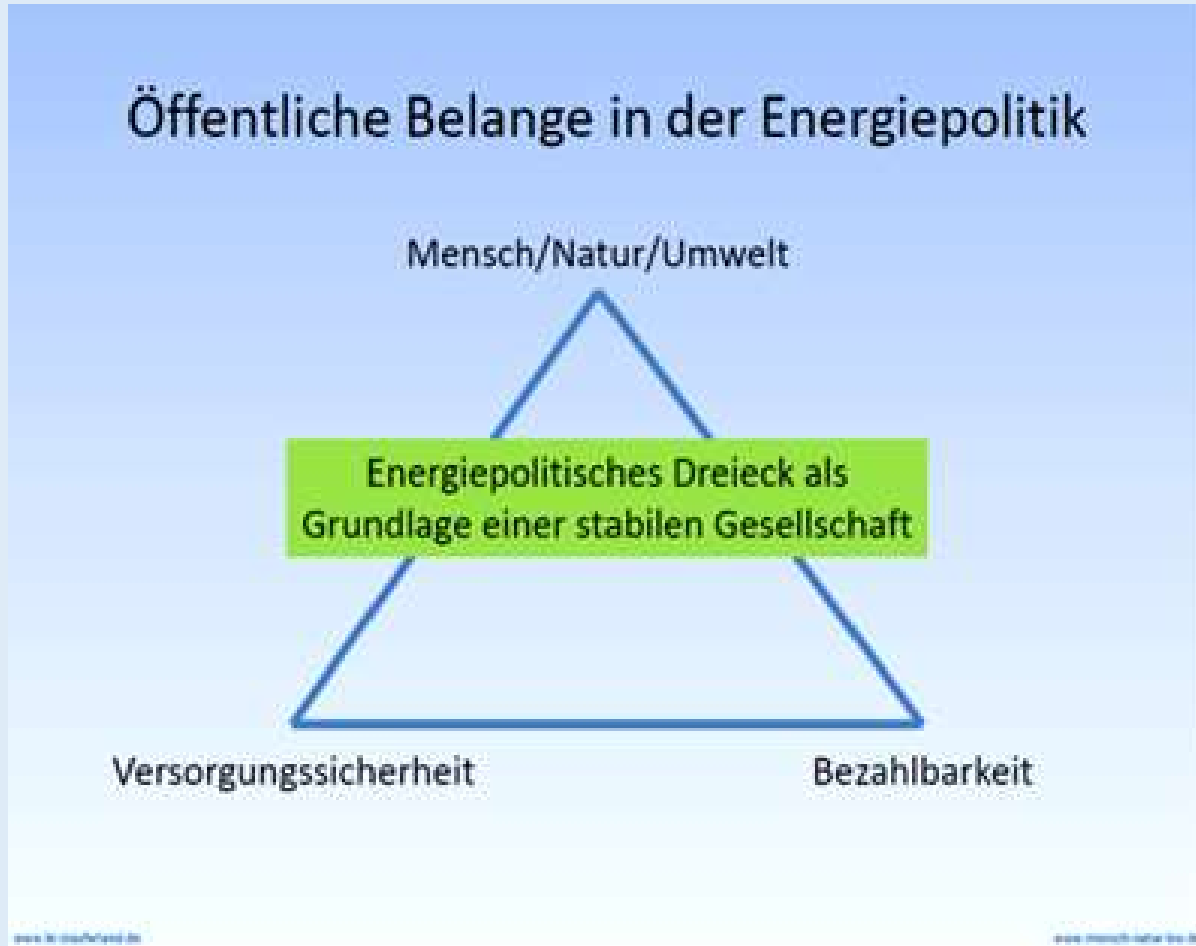 Öffentliche Belange in der Energiepolitik
Mensch/Natur/Umwelt
Energiepolitisches Dreieck als
Grundlage einer stabilen Gesellschaft
Versorgungssicherheit
Bezahlbarkeit